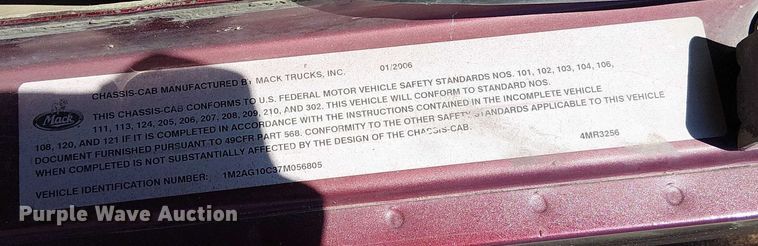 CHASSIS-CAB MANUFACTURED BY MACK TRUCKS, INC. 01/2006
THIS CHASSIS-CAB CONFORMS TO U.S. FEDERAL MOTOR VEHICLE SAFETY STANDARDS NOS. 101, 102, 103, 104, 106,
Mack
111, 113, 124, 205, 206, 207, 208, 209, 210, AND 302. THIS VEHICLE WILL CONFORM TO STANDARD NOS.
108, 120, AND 121 IF IT IS COMPLETED IN ACCORDANCE WITH THE INSTRUCTIONS CONTAINED IN THE INCOMPLETE VEHICLE
DOCUMENT FURNISHED PURSUANT TO 49CFR PART 568. CONFORMITY TO THE OTHER SAFETY STANDARDS APPLICABLE TO THIS VEHICLE
WHEN COMPLETED IS NOT SUBSTANTIALLY AFFECTED BY THE DESIGN OF THE CHASSIS-CAB.
4MR3256
VEHICLE IDENTIFICATION NUMBER: 1M2AG10C37M056805
Purple Wave Auction